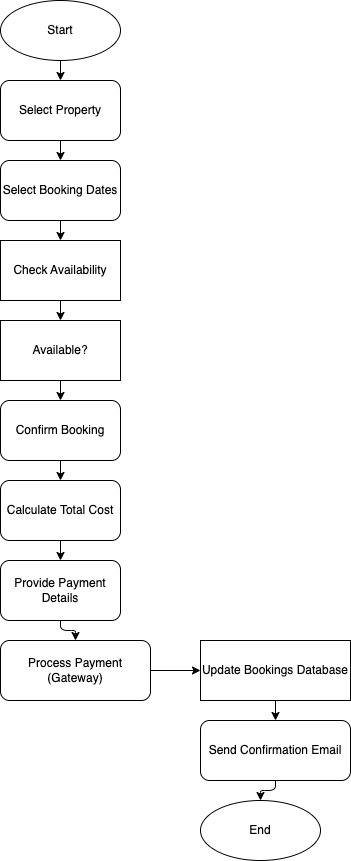 Start
Select Property
Select Booking Dates
Check Availability
Available?
Confirm Booking
Calculate Total Cost
Provide Payment
Details
Process Payment
(Gateway)
Update Bookings Database
Send Confirmation Email
End